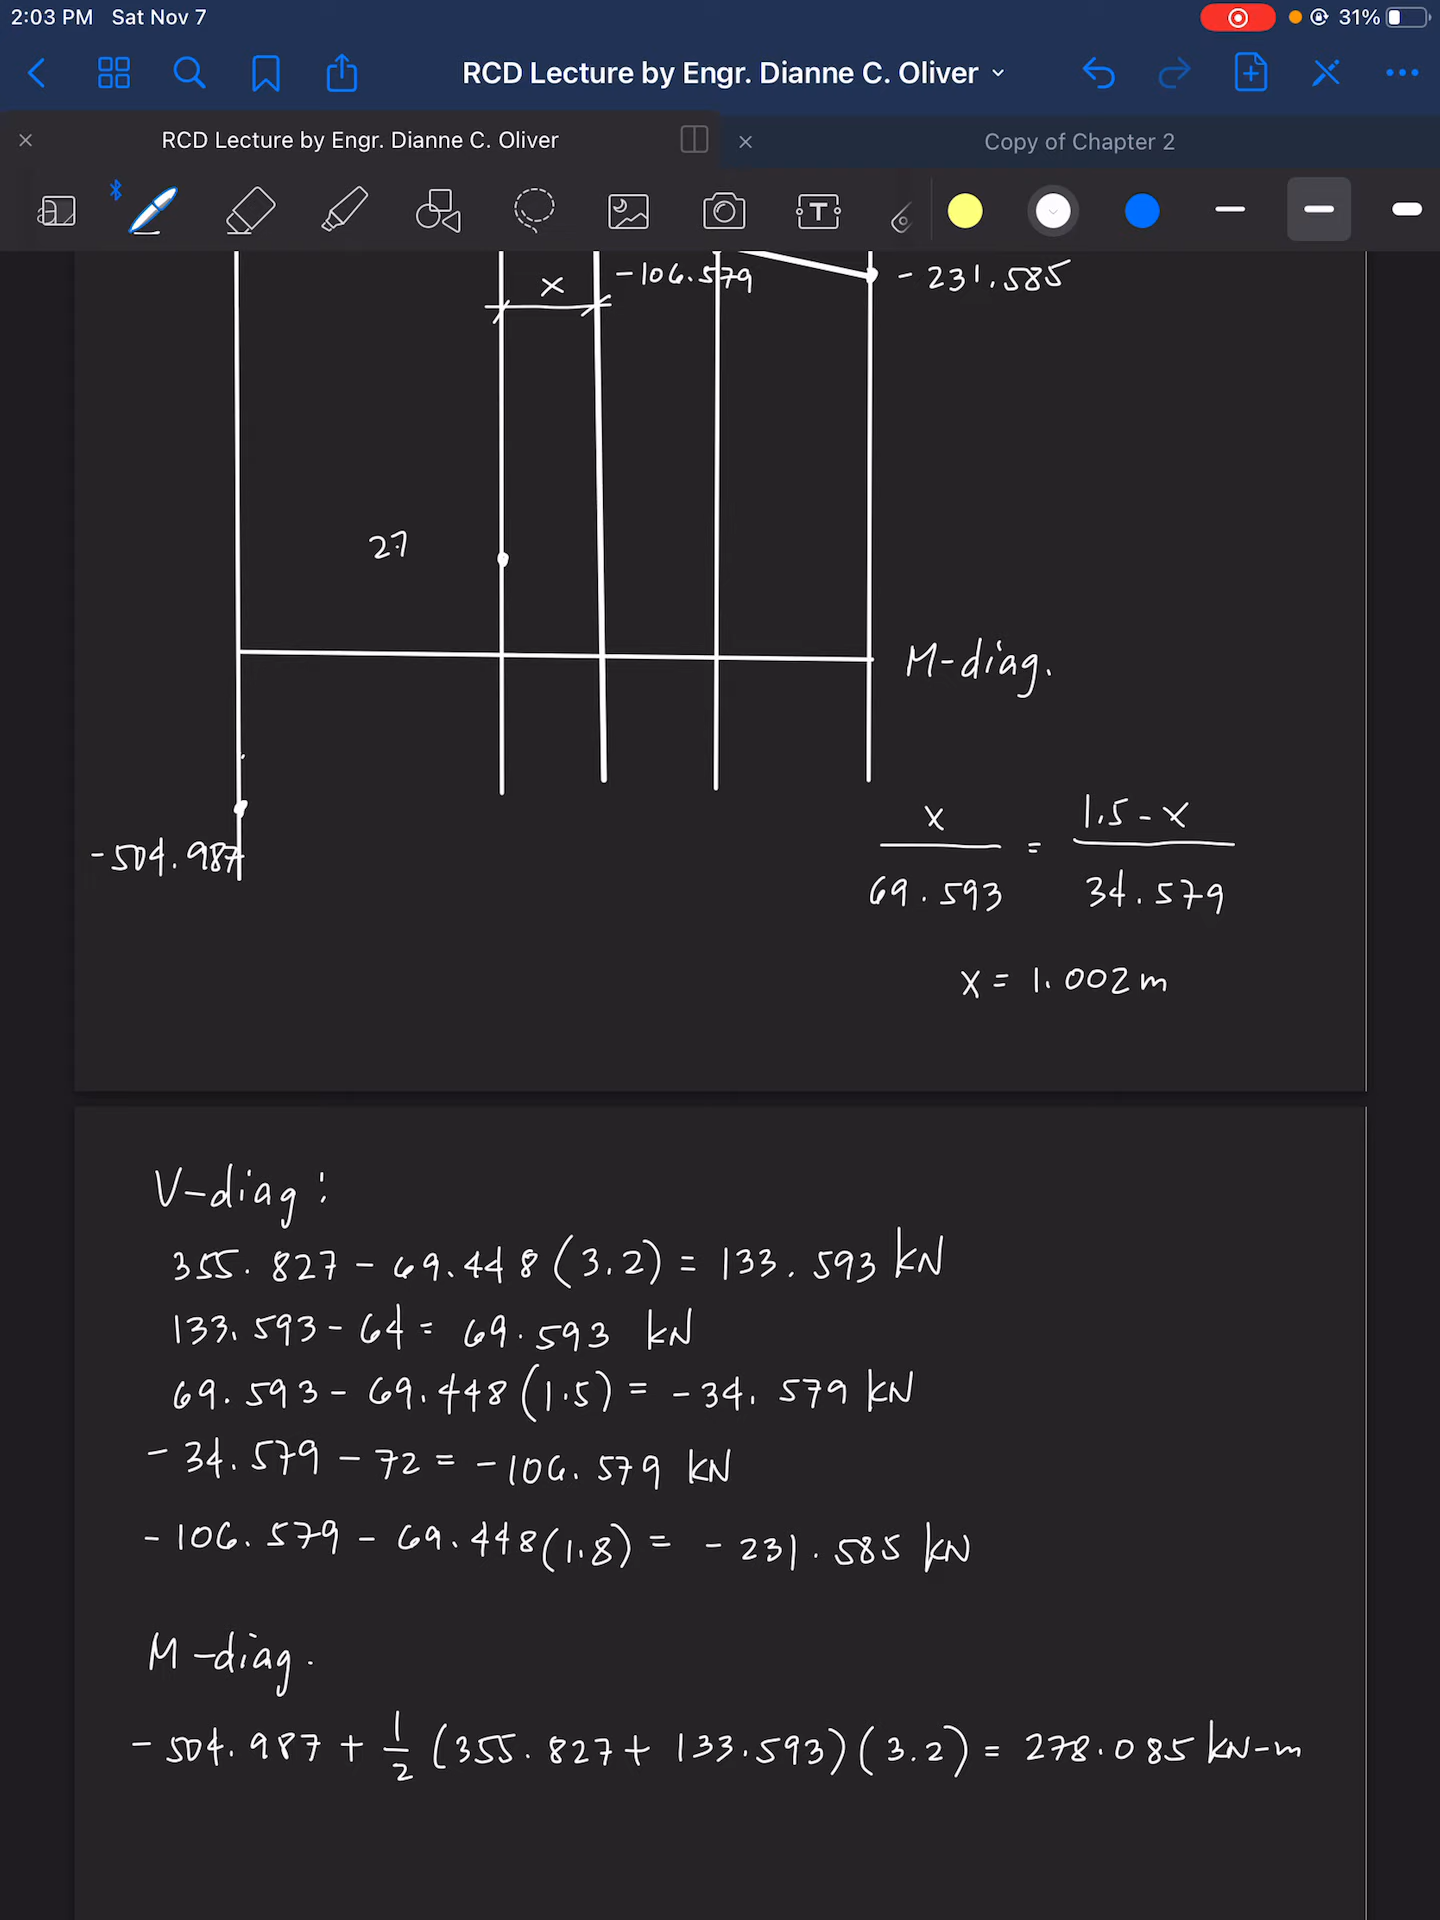 2:03 PM Sat Nov 7 31%
RCD Lecture by Engr. Dianne C. Oliver
RCD Lecture by Engr. Dianne C. Oliver
Copy of Chapter 2
T
x -106.579 - 231.585
27
M-diag.
-504.987
x / 69.593 = 1.5-x / 34.579
x = 1.002 m
V-diag:
355.827 - 69.448 (3.2) = 133.593 kN
133.593 - 64 = 69.593 kN
69.593 - 69.448 (1.5) = -34.579 kN
-34.579 - 72 = -106.579 kN
-106.579 - 69.448 (1.8) = -231.585 kN
M-diag.
-504.987 + 1/2 (355.827 + 133.593)(3.2) = 278.085 kN-m